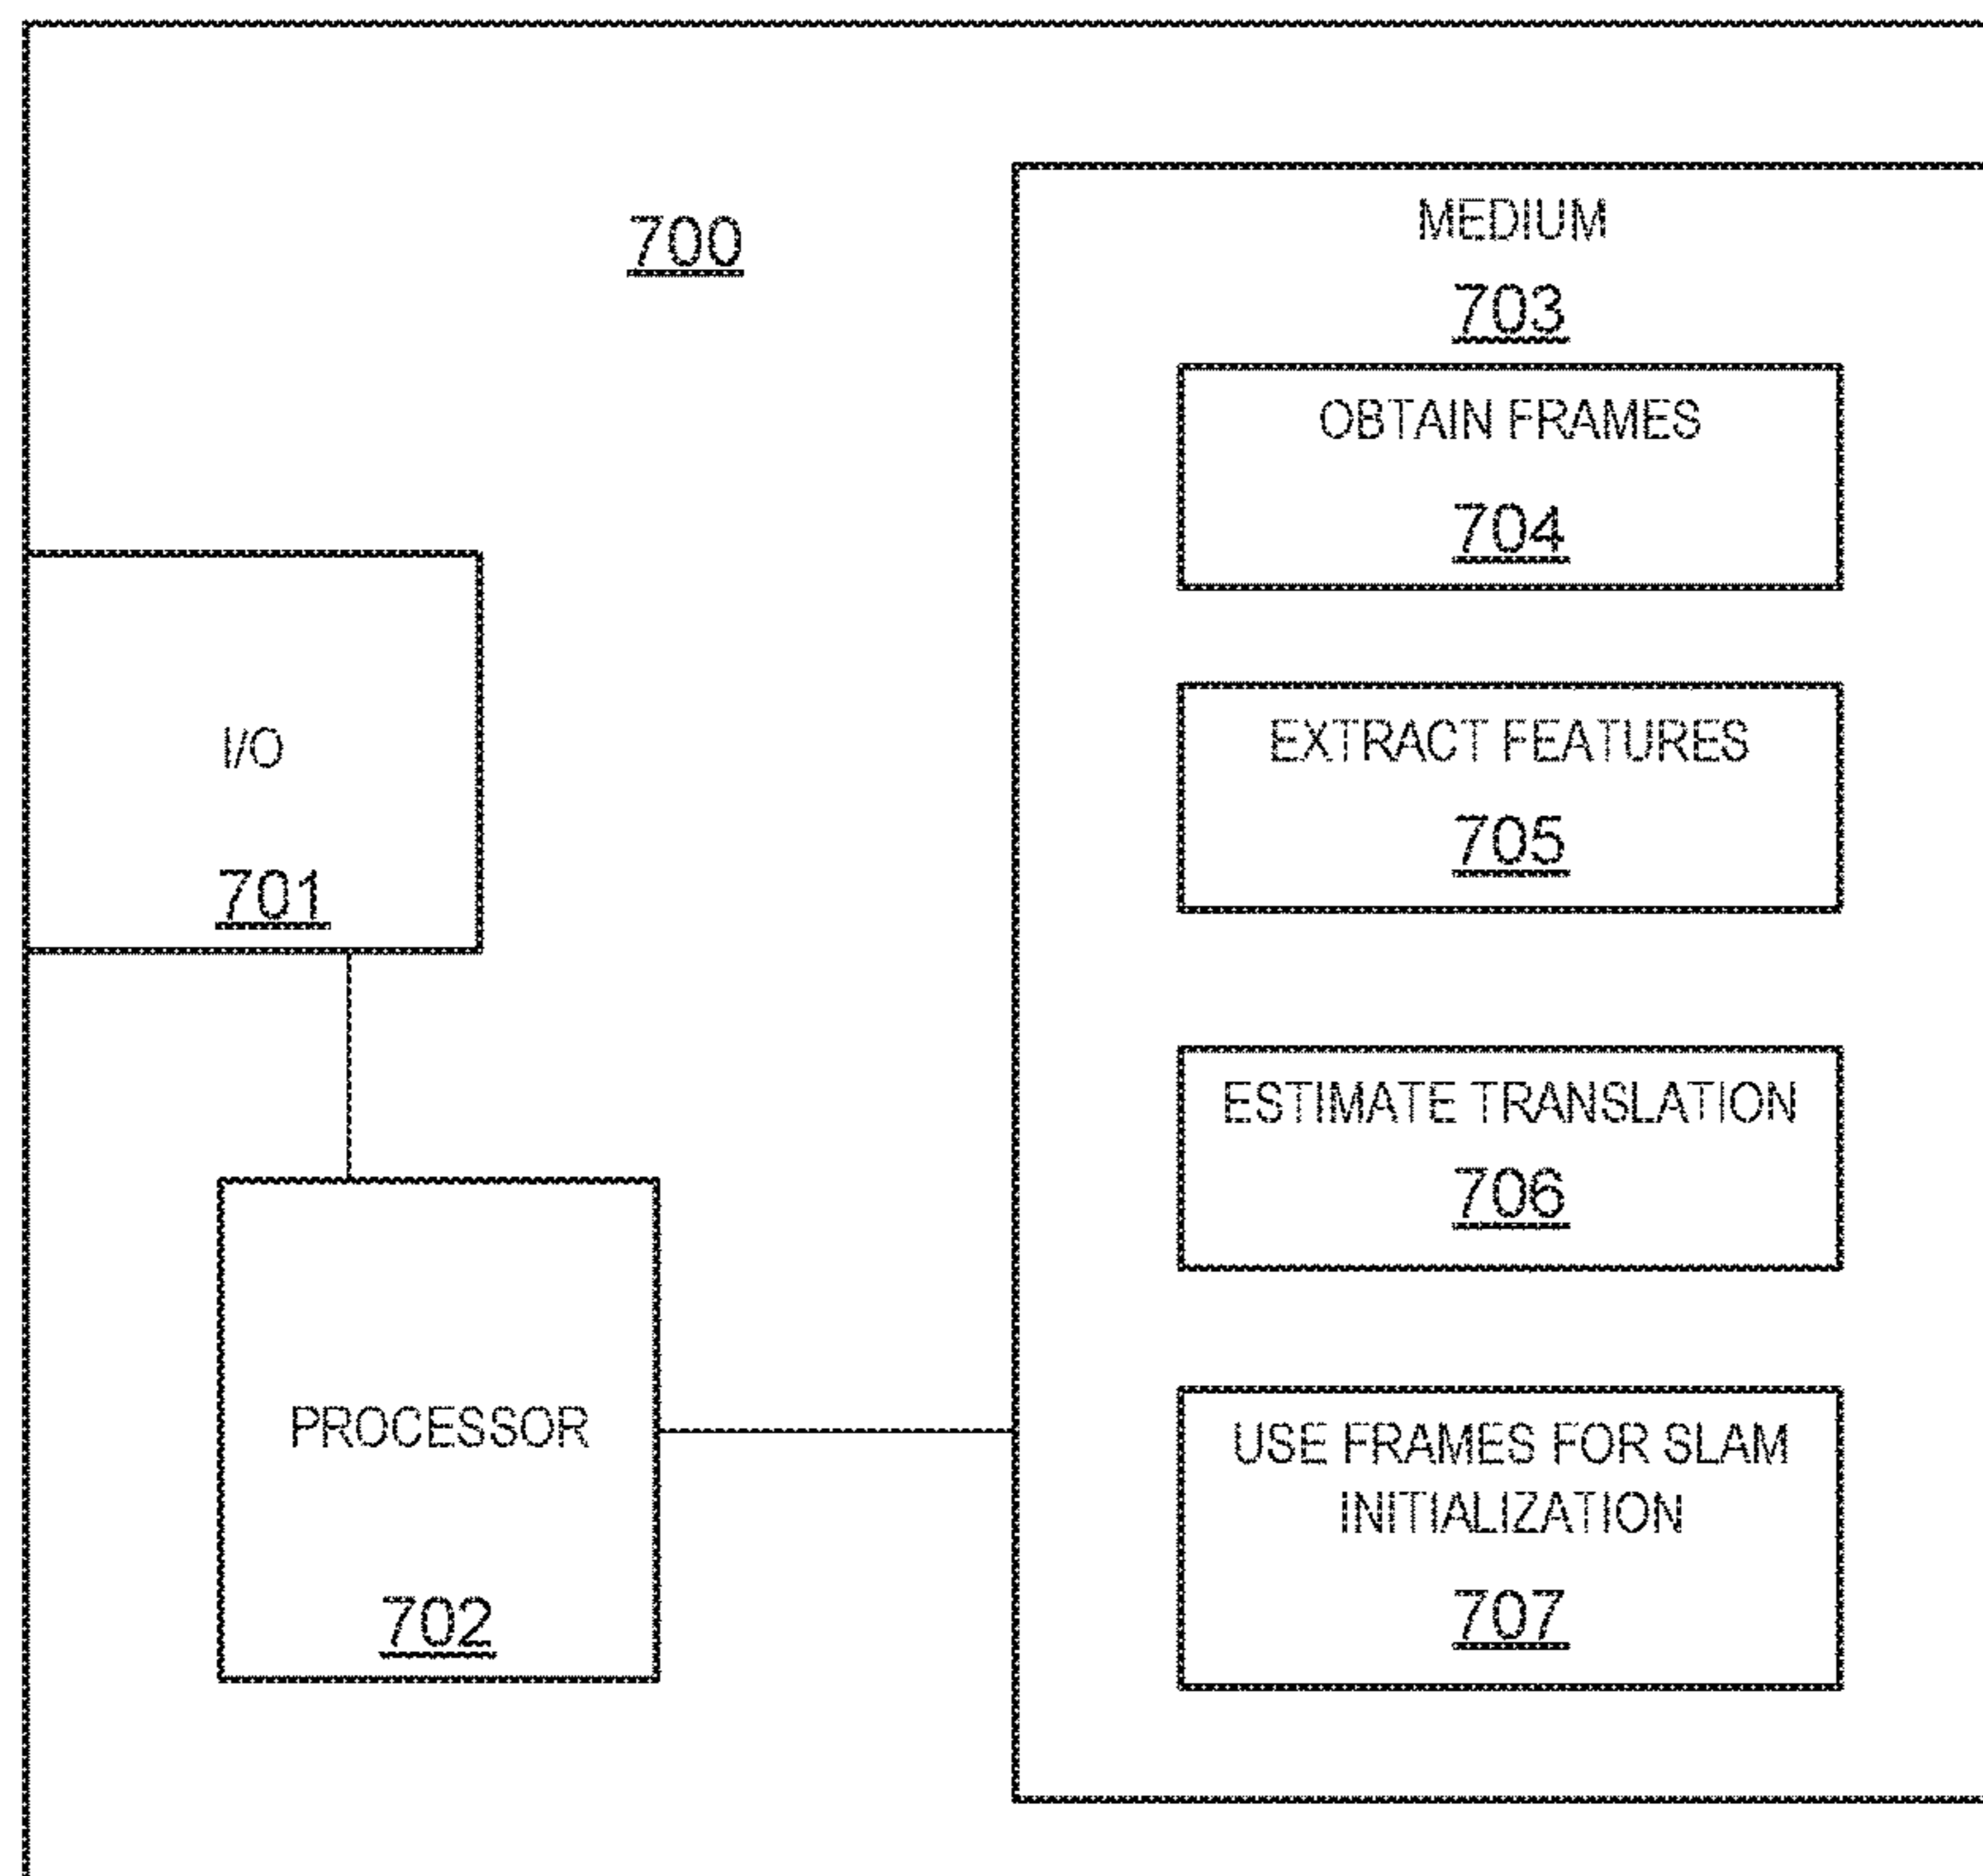 700
MEDIUM
703
OBTAIN FRAMES
704
EXTRACT FEATURES
705
I/O
701
ESTIMATE TRANSLATION
706
PROCESSOR
702
USE FRAMES FOR SLAM
INITIALIZATION
707